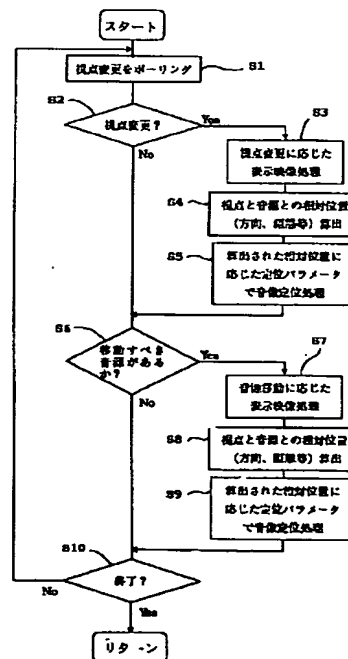 スタート
視点変更をポーリング
S1
S2
視点変更?
Yes
No
S3
視点変更に応じた
表示映像処理
S4
視点と音源との相対位置
(方向、距離等)算出
S5
算出された相対位置に
応じた定位パラメータ
で音像定位処理
S6
移動すべき
音源がある
か?
Yes
No
S7
音源移動に応じた
表示映像処理
S8
視点と音源との相対位置
(方向、距離等)算出
S9
算出された相対位置に
応じた定位パラメータ
で音像定位処理
S10
終了?
No
Yes
リターン